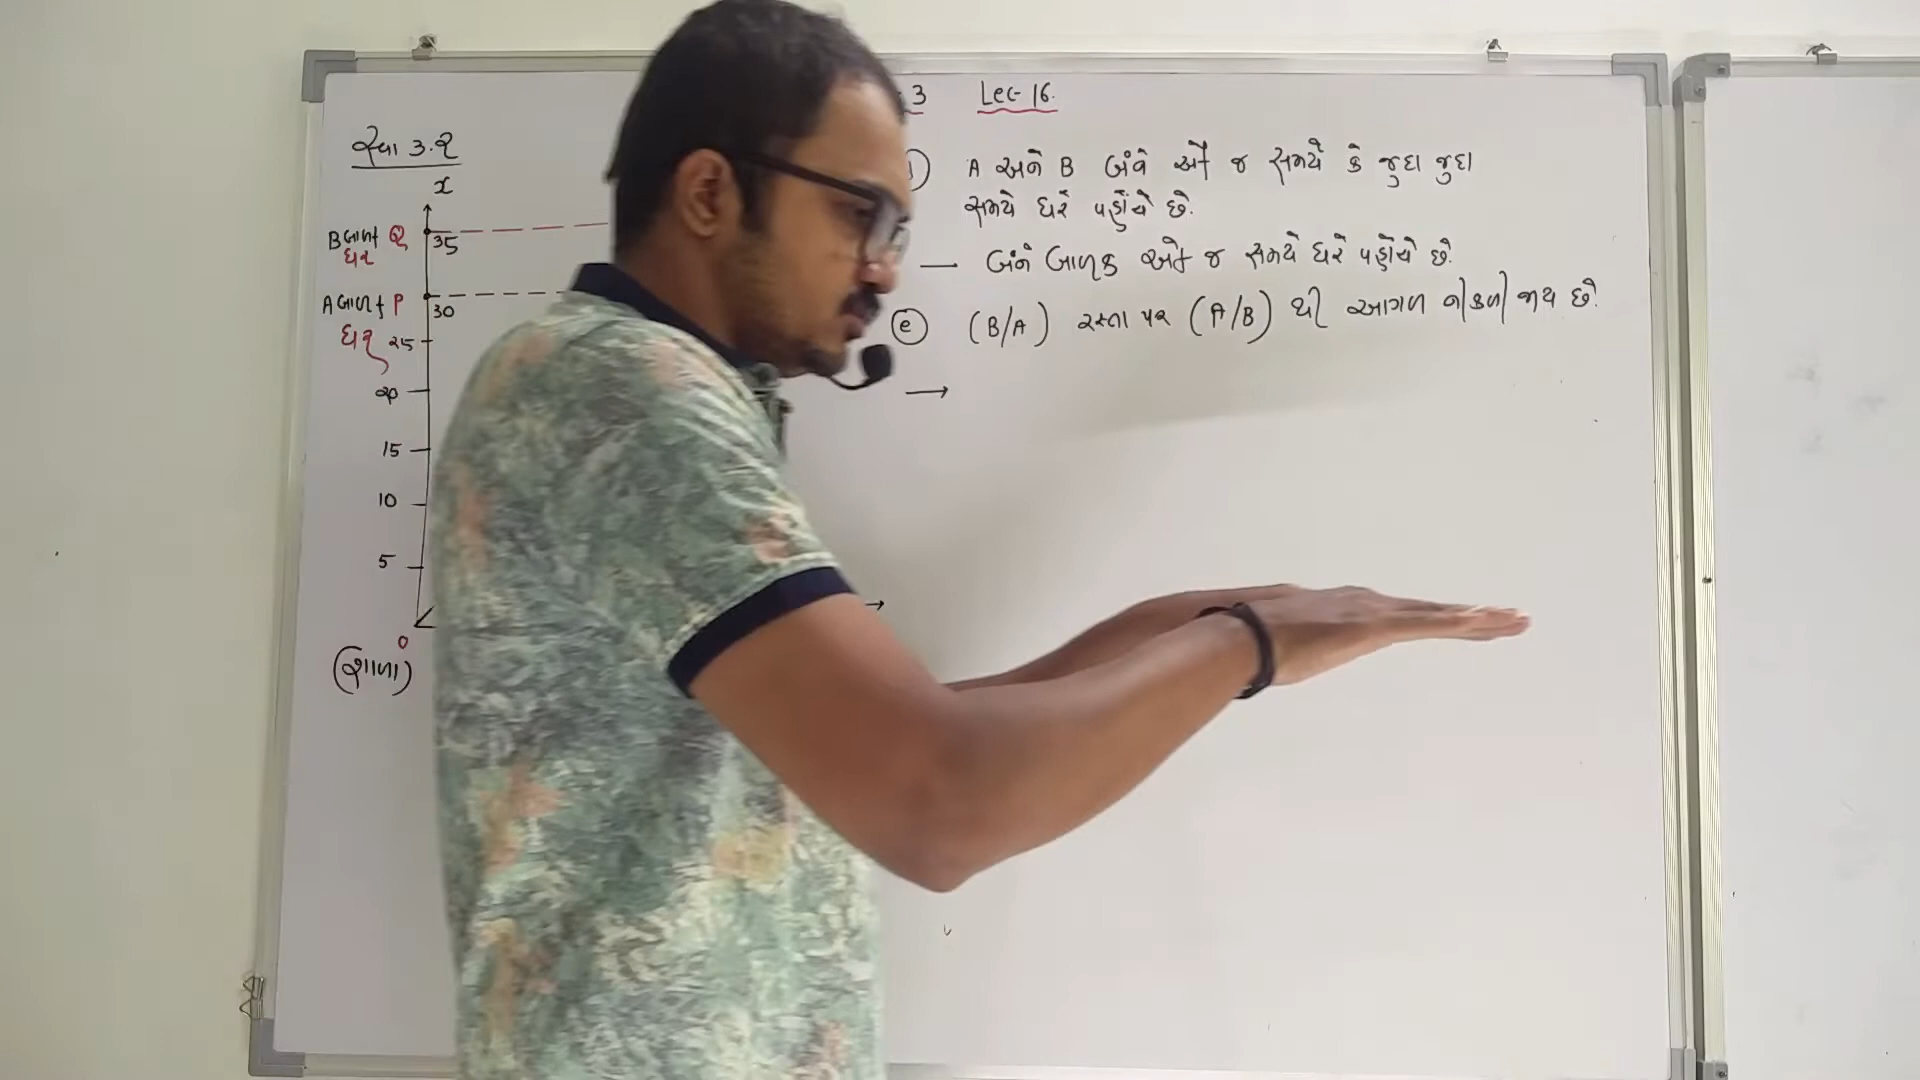 3 Lec-16.
સ્વા 3.2
x
B બાળક Q 35
ઘર
A બાળક P 30
ઘર 25
20
15
10
5
0
(શાળા)
A અને B બંને એક જ સમયે કે જુદા જુદા
સમયે ઘરે પહોંચે છે.
— બંને બાળક એક જ સમયે ઘરે પહોંચે છે.
(e) (B/A) રસ્તા પર (A/B) થી આગળ નીકળી જાય છે.
→